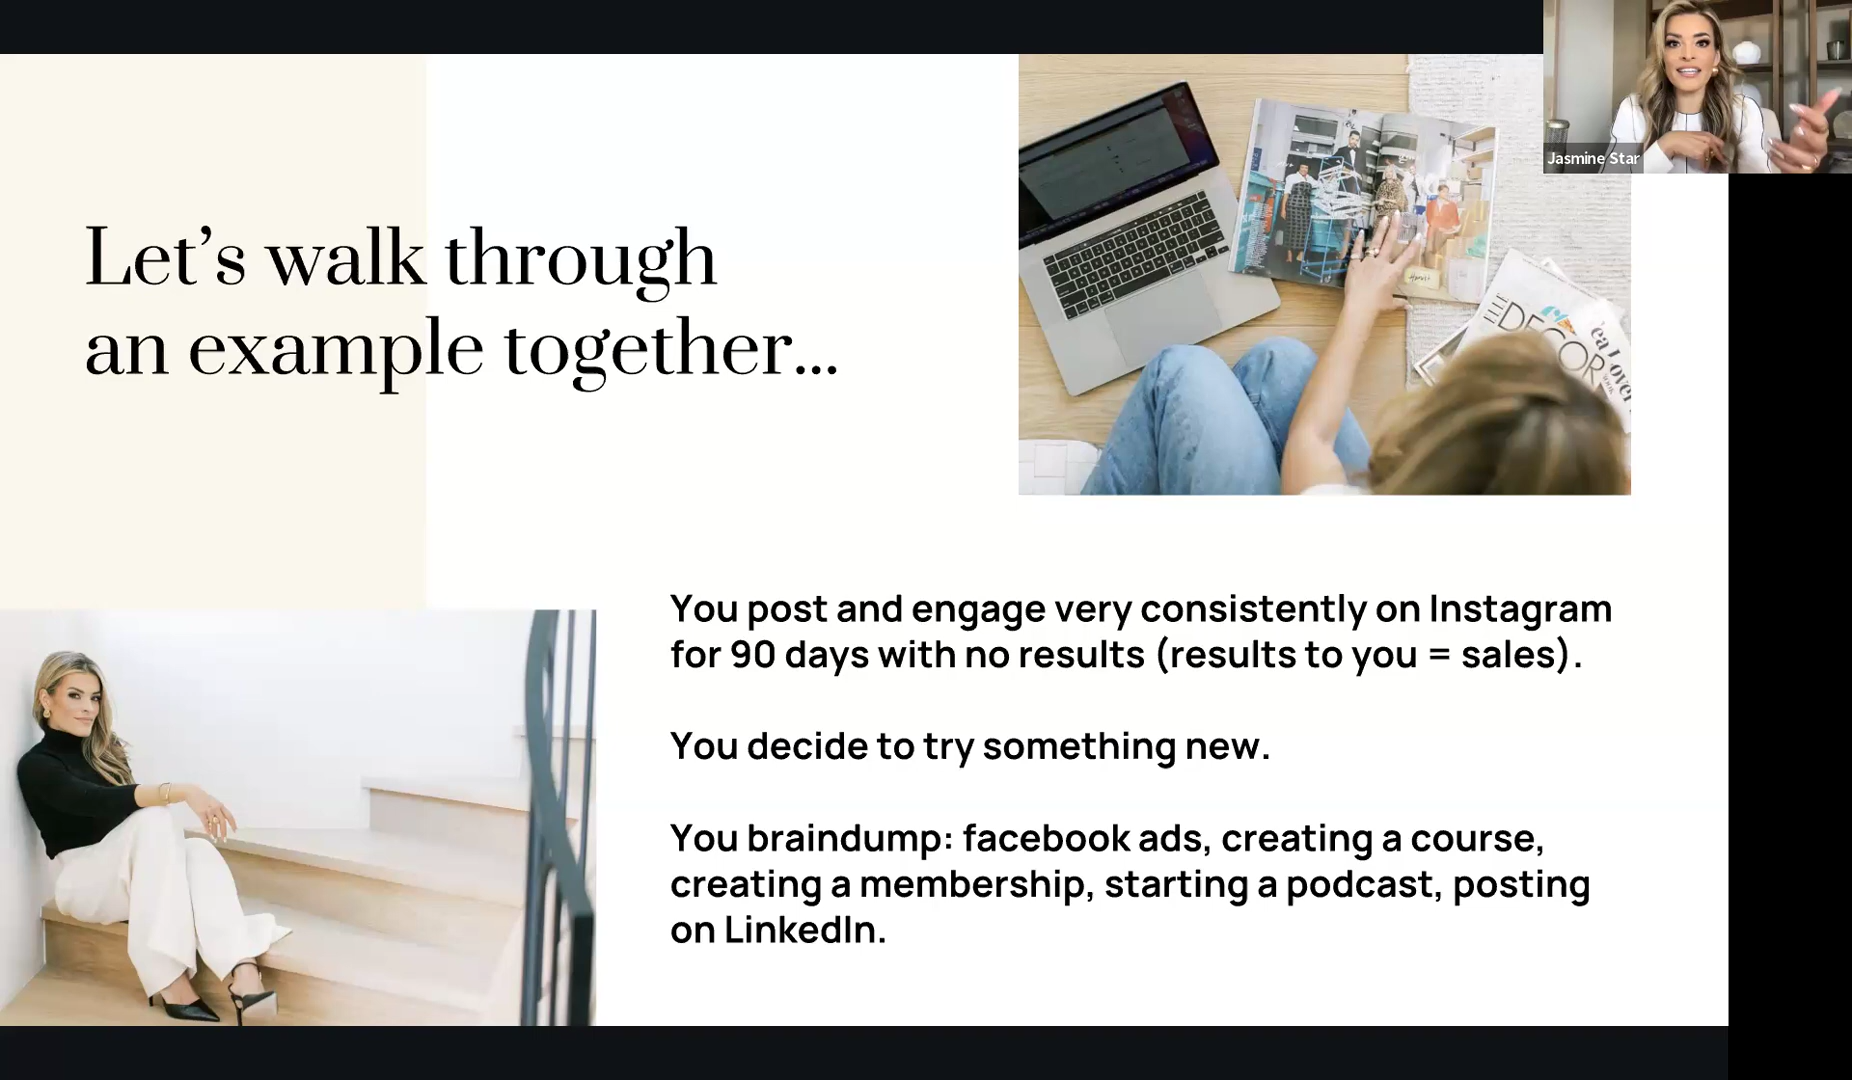 Jasmine Star
Let’s walk through
an example together...
ELLE
DECOR
You post and engage very consistently on Instagram
for 90 days with no results (results to you = sales).
You decide to try something new.
You braindump: facebook ads, creating a course,
creating a membership, starting a podcast, posting
on LinkedIn.